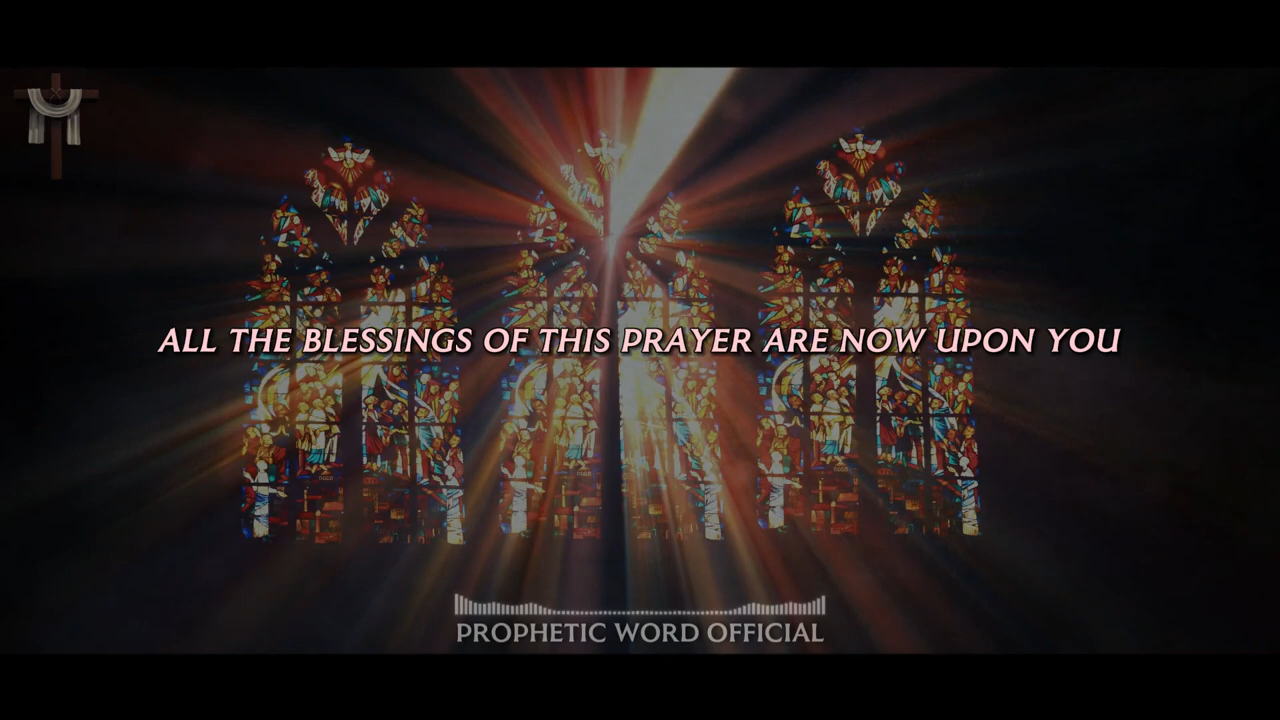 ALL THE BLESSINGS OF THIS PRAYER ARE NOW UPON YOU
PROPHETIC WORD OFFICIAL